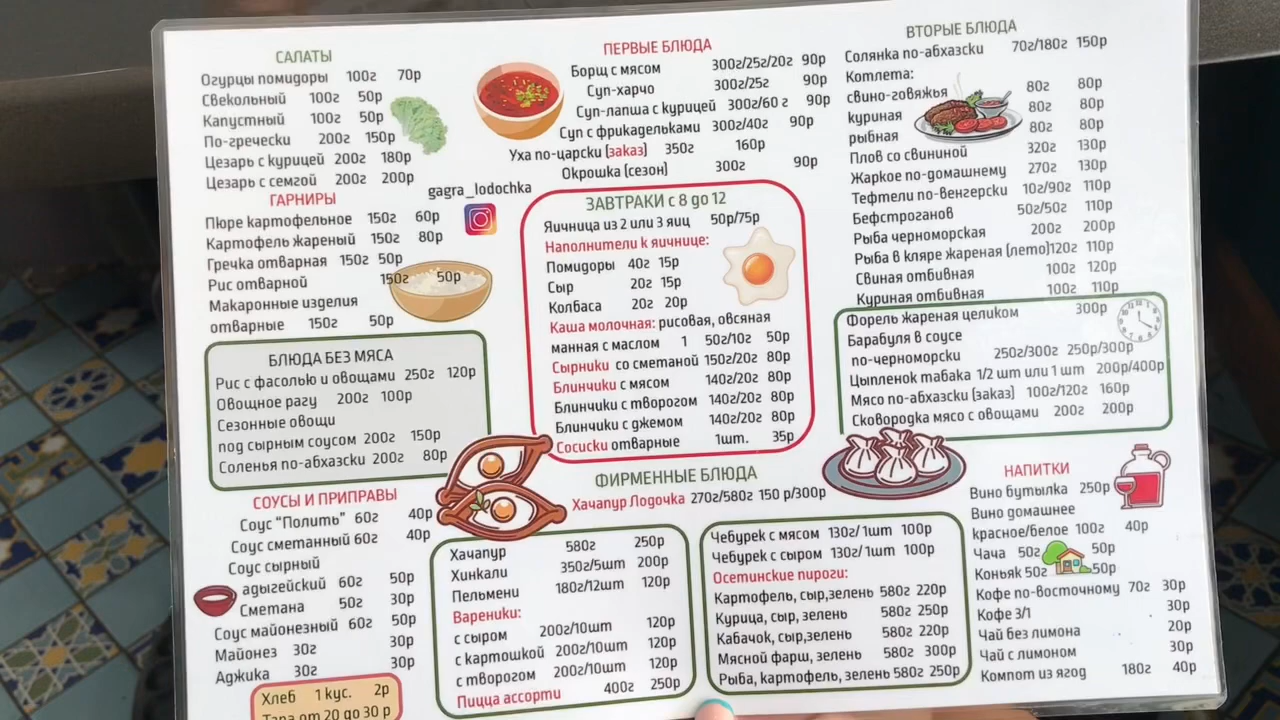 САЛАТЫ
Огурцы помидоры 100г 70р
Свекольный 100г 50р
Капустный 100г 50р
По-гречески 200г 150р
Цезарь с курицей 200г 180р
Цезарь с семгой 200г 200р
ГАРНИРЫ
Пюре картофельное 150г 60р
Картофель жареный 150г 80р
Гречка отварная 150г 50р
Рис отварной 150г 50р
Макаронные изделия
отварные 150г 50р
БЛЮДА БЕЗ МЯСА
Рис с фасолью и овощами 250г 120р
Овощное рагу 200г 100р
Сезонные овощи
под сырным соусом 200г 150р
Соленья по-абхазски 200г 80р
СОУСЫ И ПРИПРАВЫ
Соус "Полить" 60г 40р
Соус сметанный 60г 40р
Соус сырный
адыгейский 60г 50р
Сметана 50г 30р
Соус майонезный 60г 50р
Майонез 30г 30р
Аджика 30г 30р
Хлеб 1 кус. 2р
Тара от 20 до 30 р
gagra_lodochka
ПЕРВЫЕ БЛЮДА
Борщ с мясом 300г/25г/20г 90р
Суп-харчо 300г/25г 90р
Суп-лапша с курицей 300г/60 г 90р
Суп с фрикадельками 300г/40г 90р
Уха по-царски (заказ) 350г 160р
Окрошка (сезон) 300г 90р
ЗАВТРАКИ с 8 до 12
Яичница из 2 или 3 яиц 50р/75р
Наполнители к яичнице:
Помидоры 40г 15р
Сыр 20г 15р
Колбаса 20г 20р
Каша молочная: рисовая, овсяная
манная с маслом 1 50г/10г 50р
Сырники со сметаной 150г/20г 80р
Блинчики с мясом 140г/20г 80р
Блинчики с творогом 140г/20г 80р
Блинчики с джемом 140г/20г 80р
Сосиски отварные 1шт. 35р
ФИРМЕННЫЕ БЛЮДА
Хачапур Лодочка 270г/580г 150 р/300р
Хачапур 580г 250р
Хинкали 350г/5шт 200р
Пельмени 180г/12шт 120р
Вареники:
с сыром 200г/10шт 120р
с картошкой 200г/10шт 120р
с творогом 200г/10шт 120р
Пицца ассорти 400г 250р
Чебурек с мясом 130г/1шт 100р
Чебурек с сыром 130г/1шт 100р
Осетинские пироги:
Картофель, сыр,зелень 580г 220р
Курица, сыр, зелень 580г 250р
Кабачок, сыр,зелень 580г 220р
Мясной фарш, зелень 580г 300р
Рыба, картофель, зелень 580г 250р
ВТОРЫЕ БЛЮДА
Солянка по-абхазски 70г/180г 150р
Котлета:
свино-говяжья 80г 80р
куриная 80г 80р
рыбная 80г 80р
Плов со свининой 320г 130р
Жаркое по-домашнему 270г 130р
Тефтели по-венгерски 10г/90г 110р
Бефстроганов 50г/50г 110р
Рыба черноморская 200г 200р
Рыба в кляре жареная (лето)120г 110р
Свиная отбивная 100г 120р
Куриная отбивная 100г 110р
Форель жареная целиком 300р
Барабуля в соусе
по-черноморски 250г/300г 250р/300р
Цыпленок табака 1/2 шт или 1 шт 200р/400р
Мясо по-абхазски (заказ) 100г/120г 160р
Сковородка мясо с овощами 200г 200р
НАПИТКИ
Вино бутылка 250р
Вино домашнее
красное/белое 100г 40р
Чача 50г 50р
Коньяк 50г 50р
Кофе по-восточному 70г 30р
Кофе 3/1 30р
Чай без лимона 20р
Чай с лимоном 30р
Компот из ягод 180г 40р